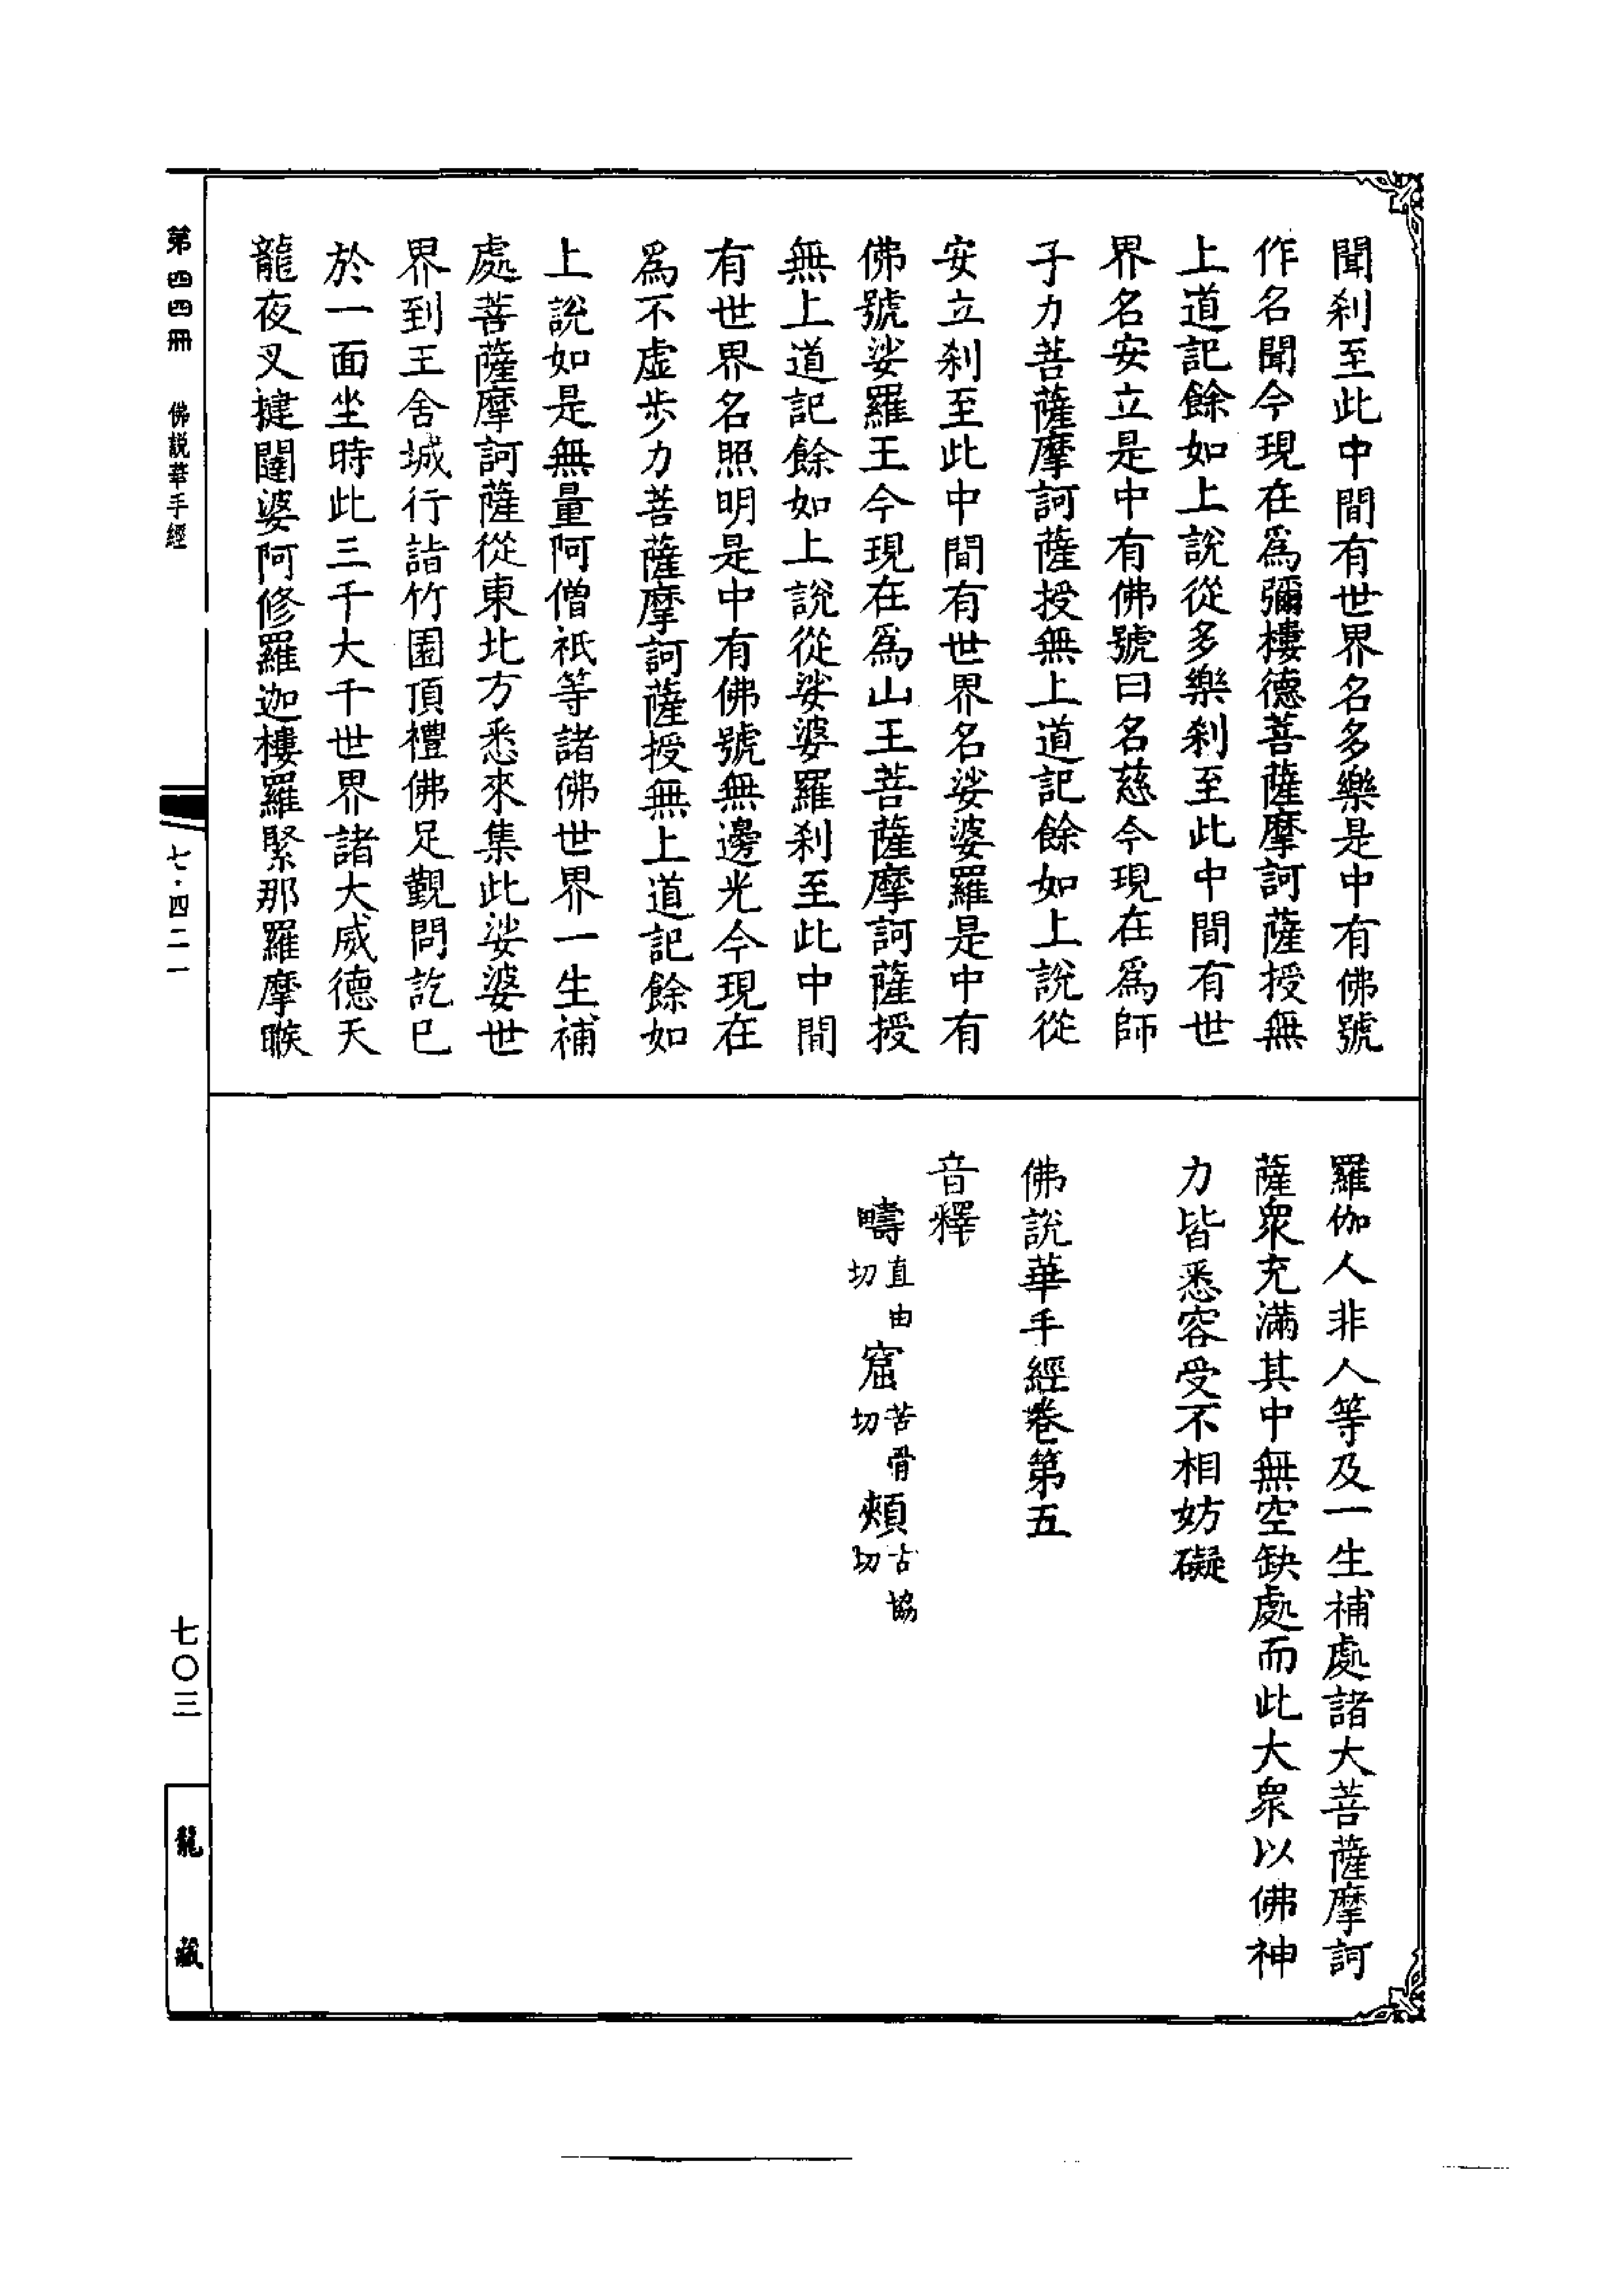 聞刹至此中間有世界名多樂是中有佛號
作名聞今現在爲彌樓德菩薩摩訶薩授無
上道記餘如上說從多樂刹至此中間有世
界名安立是中有佛號曰名慈今現在爲師
子力菩薩摩訶薩授無上道記餘如上說從
安立刹至此中間有世界名娑婆羅是中有
佛號娑羅王今現在爲山王菩薩摩訶薩授
無上道記餘如上說從娑婆羅刹至此中間
有世界名照明是中有佛號無邊光今現在
爲不虛步力菩薩摩訶薩授無上道記餘如
上說如是無量阿僧祇等諸佛世界一生補
處菩薩摩訶薩從東北方悉來集此娑婆世
界到王舍城行詣竹園頂禮佛足覲問訖已
於一面坐時此三千大千世界諸大威德天
龍夜叉揵闥婆阿修羅迦樓羅緊那羅摩睺
羅伽人非人等及一生補處諸大菩薩摩訶
薩衆充滿其中無空缺處而此大衆以佛神
力皆悉容受不相妨礙
佛說華手經卷第五
音釋
疇直由切 窟苦骨切 頰古協切
第四四冊 佛說華手經
七·四二一
七〇三
龍藏